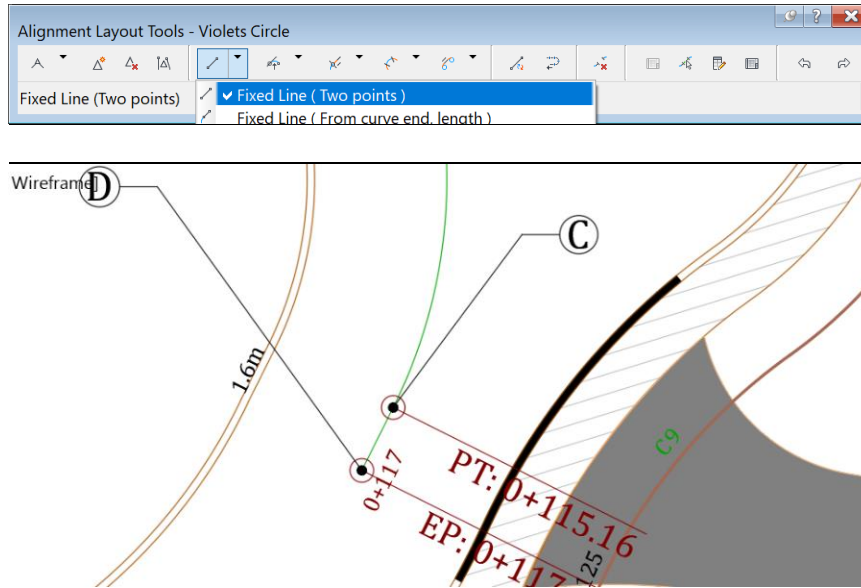 Alignment Layout Tools - Violets Circle
?
Fixed Line (Two points)
Fixed Line ( Two points )
Fixed Line ( From curve end, length )
Wireframe]
D
C
1.6m
C9
PT: 0+115.16
0+117
EP: 0+117
125